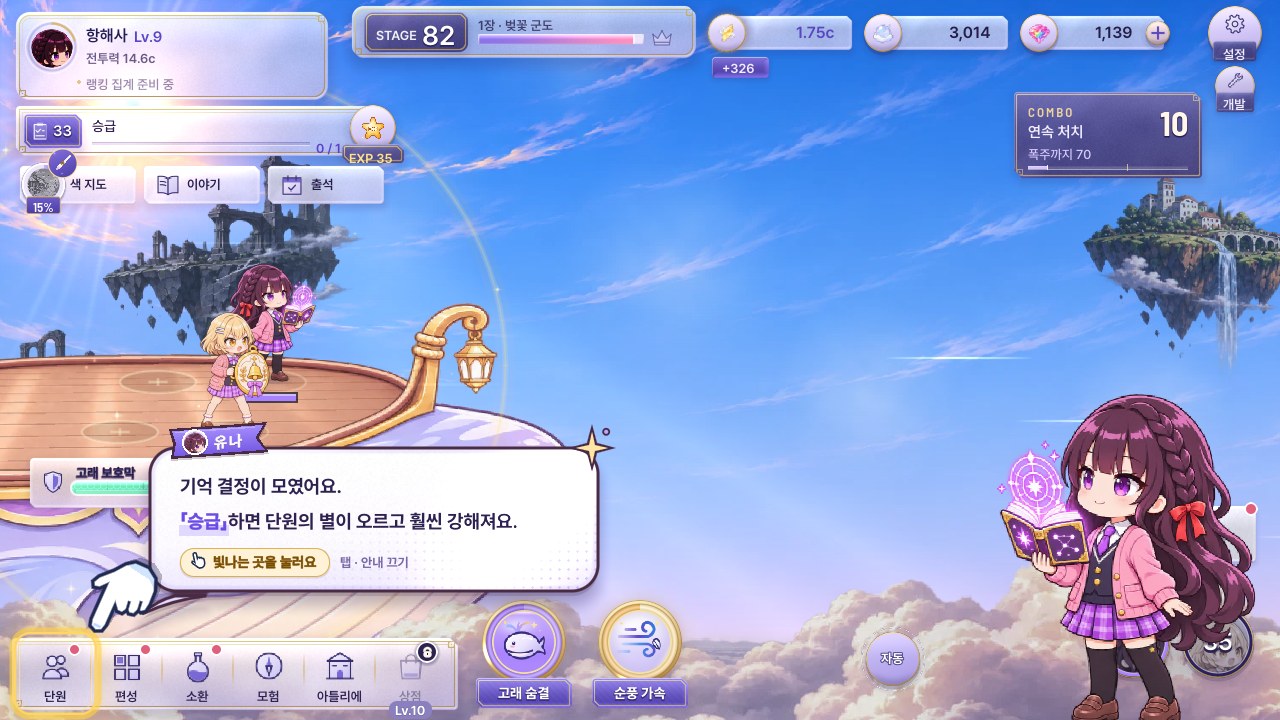 항해사 Lv.9
전투력 14.6c
랭킹 집계 준비 중
STAGE 82
1장 · 벚꽃 군도
1.75c
+326
3,014
1,139
설정
개발
33
승급
0 / 1
EXP 35
COMBO
연속 처치
10
폭주까지 70
색 지도
15%
이야기
출석
유나
고래 보호막
기억 결정이 모였어요.
「승급」하면 단원의 별이 오르고 훨씬 강해져요.
빛나는 곳을 눌러요
탭 · 안내 끄기
단원
편성
소환
모험
아틀리에
상점
Lv.10
고래 숨결
순풍 가속
자동